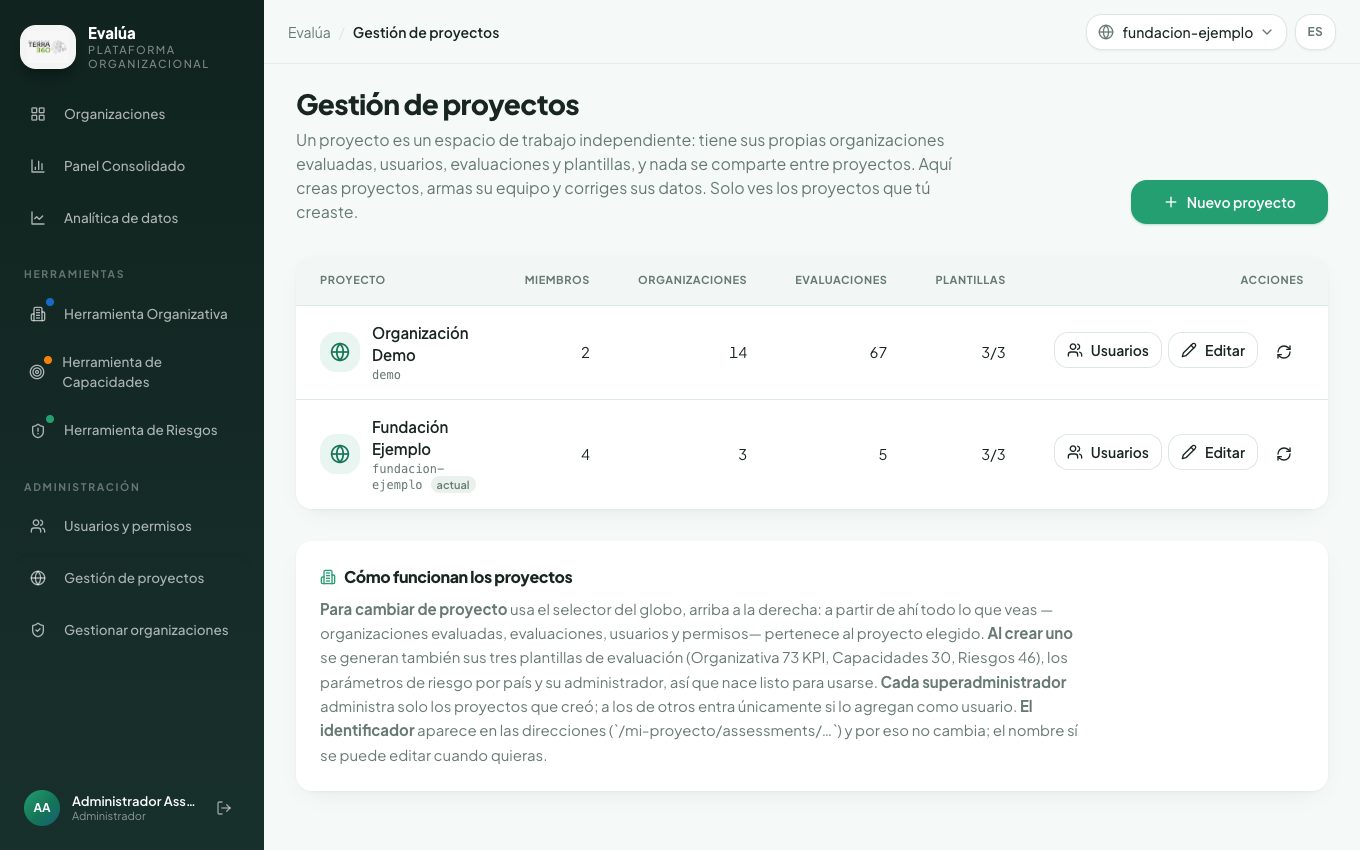 TERRA
360
Evalúa
PLATAFORMA
ORGANIZACIONAL
Organizaciones
Panel Consolidado
Analítica de datos
HERRAMIENTAS
Herramienta Organizativa
Herramienta de
Capacidades
Herramienta de Riesgos
ADMINISTRACIÓN
Usuarios y permisos
Gestión de proyectos
Gestionar organizaciones
AA
Administrador Ass…
Administrador
Evalúa / Gestión de proyectos
fundacion-ejemplo
ES
Gestión de proyectos
Un proyecto es un espacio de trabajo independiente: tiene sus propias organizaciones
evaluadas, usuarios, evaluaciones y plantillas, y nada se comparte entre proyectos. Aquí
creas proyectos, armas su equipo y corriges sus datos. Solo ves los proyectos que tú
creaste.
Nuevo proyecto
PROYECTO MIEMBROS ORGANIZACIONES EVALUACIONES PLANTILLAS ACCIONES
Organización
Demo
demo
2 14 67 3/3 Usuarios Editar
Fundación
Ejemplo
fundacion-
ejemplo actual
4 3 5 3/3 Usuarios Editar
Cómo funcionan los proyectos
Para cambiar de proyecto usa el selector del globo, arriba a la derecha: a partir de ahí todo lo que veas —
organizaciones evaluadas, evaluaciones, usuarios y permisos— pertenece al proyecto elegido. Al crear uno
se generan también sus tres plantillas de evaluación (Organizativa 73 KPI, Capacidades 30, Riesgos 46), los
parámetros de riesgo por país y su administrador, así que nace listo para usarse. Cada superadministrador
administra solo los proyectos que creó; a los de otros entra únicamente si lo agregan como usuario. El
identificador aparece en las direcciones (`/mi-proyecto/assessments/…`) y por eso no cambia; el nombre sí
se puede editar cuando quieras.